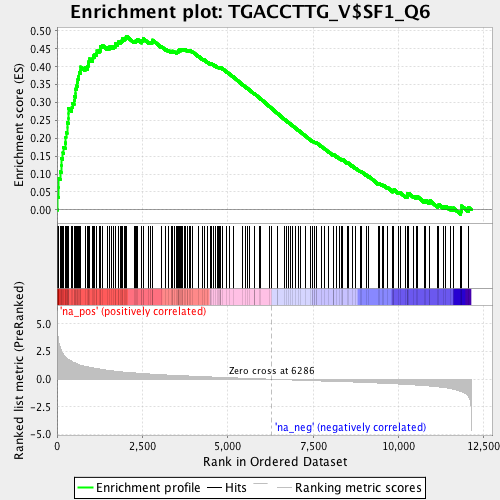 Enrichment plot: TGACCTTG_V$SF1_Q6
Enrichment score (ES)
0.50
0.45
0.40
0.35
0.30
0.25
0.20
0.15
0.10
0.05
0.00
'na_pos' (positively correlated)
Ranked list metric (PreRanked)
5.0
2.5
0.0
-2.5
-5.0
Zero cross at 6286
'na_neg' (negatively correlated)
0
2,500
5,000
7,500
10,000
12,500
Rank in Ordered Dataset
Enrichment profile
Hits
Ranking metric scores